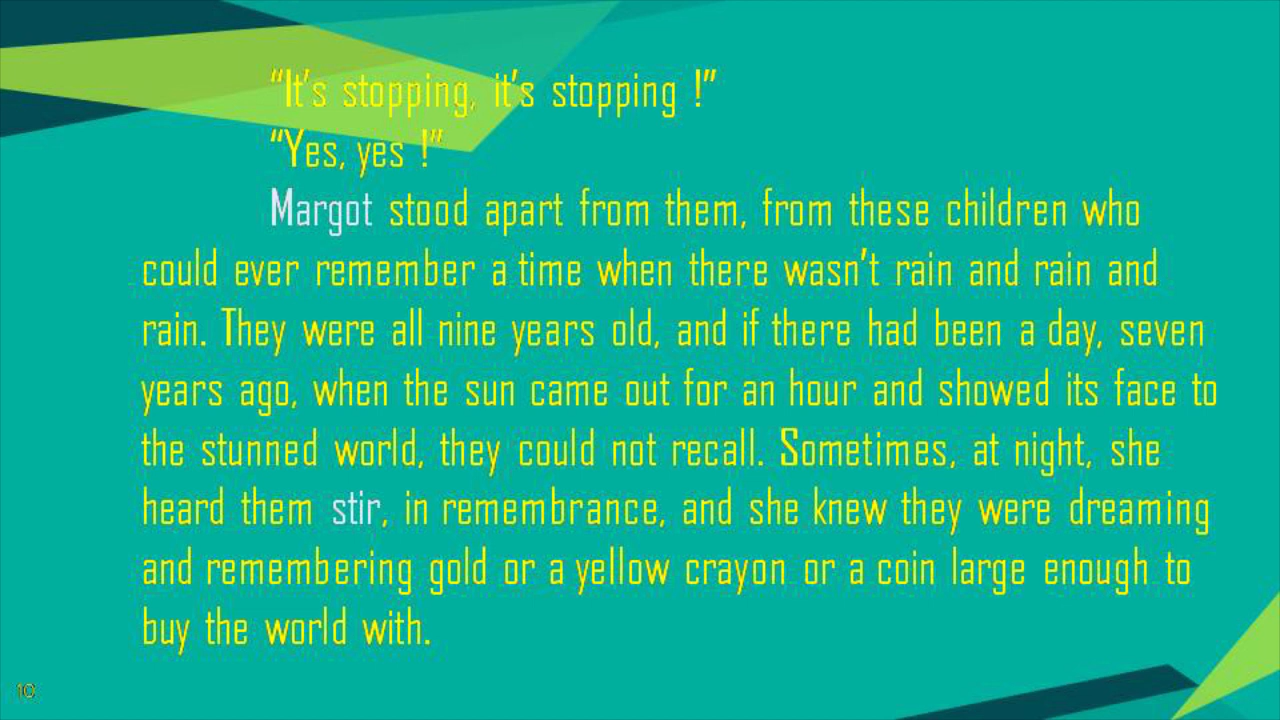 “It’s stopping, it’s stopping !”
“Yes, yes !”
Margot stood apart from them, from these children who
could ever remember a time when there wasn’t rain and rain and
rain. They were all nine years old, and if there had been a day, seven
years ago, when the sun came out for an hour and showed its face to
the stunned world, they could not recall. Sometimes, at night, she
heard them stir, in remembrance, and she knew they were dreaming
and remembering gold or a yellow crayon or a coin large enough to
buy the world with.
10